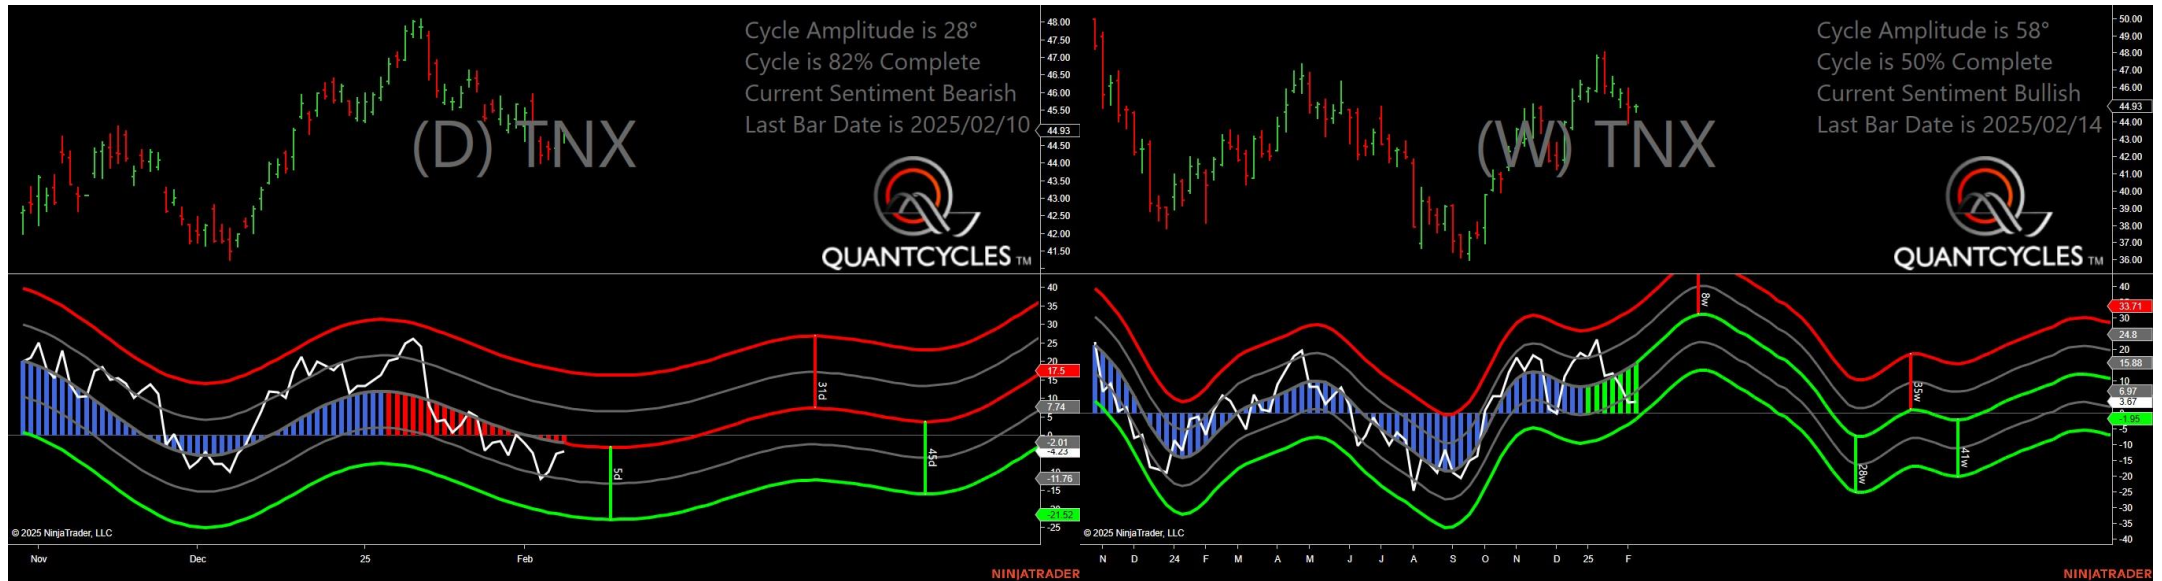 Cycle Amplitude is 28°
Cycle is 82% Complete
Current Sentiment Bearish
Last Bar Date is 2025/02/10
(D) TNX
QUANTCYCLES TM
48.00
47.50
47.00
46.50
46.00
45.50
44.93
44.50
44.00
43.50
43.00
42.50
42.00
41.50
40
35
30
25
20
17.5
15
10
7.74
5
0
-2.01
-4.23
-10
-11.76
-15
-21.52
-25
5d
31d
45d
© 2025 NinjaTrader, LLC
Nov
Dec
25
Feb
NINJATRADER
Cycle Amplitude is 58°
Cycle is 50% Complete
Current Sentiment Bullish
Last Bar Date is 2025/02/14
(W) TNX
QUANTCYCLES TM
50.00
49.00
48.00
47.00
46.00
44.93
44.00
43.00
42.00
41.00
40.00
39.00
38.00
37.00
36.00
40
33.71
30
24.8
20
15.88
10
6.97
3.67
-1.95
-5
-10
-15
-20
-25
-30
-35
-40
8w
28w
35w
41w
© 2025 NinjaTrader, LLC
N
D
24
F
M
A
M
J
J
A
S
O
N
D
25
F
NINJATRADER